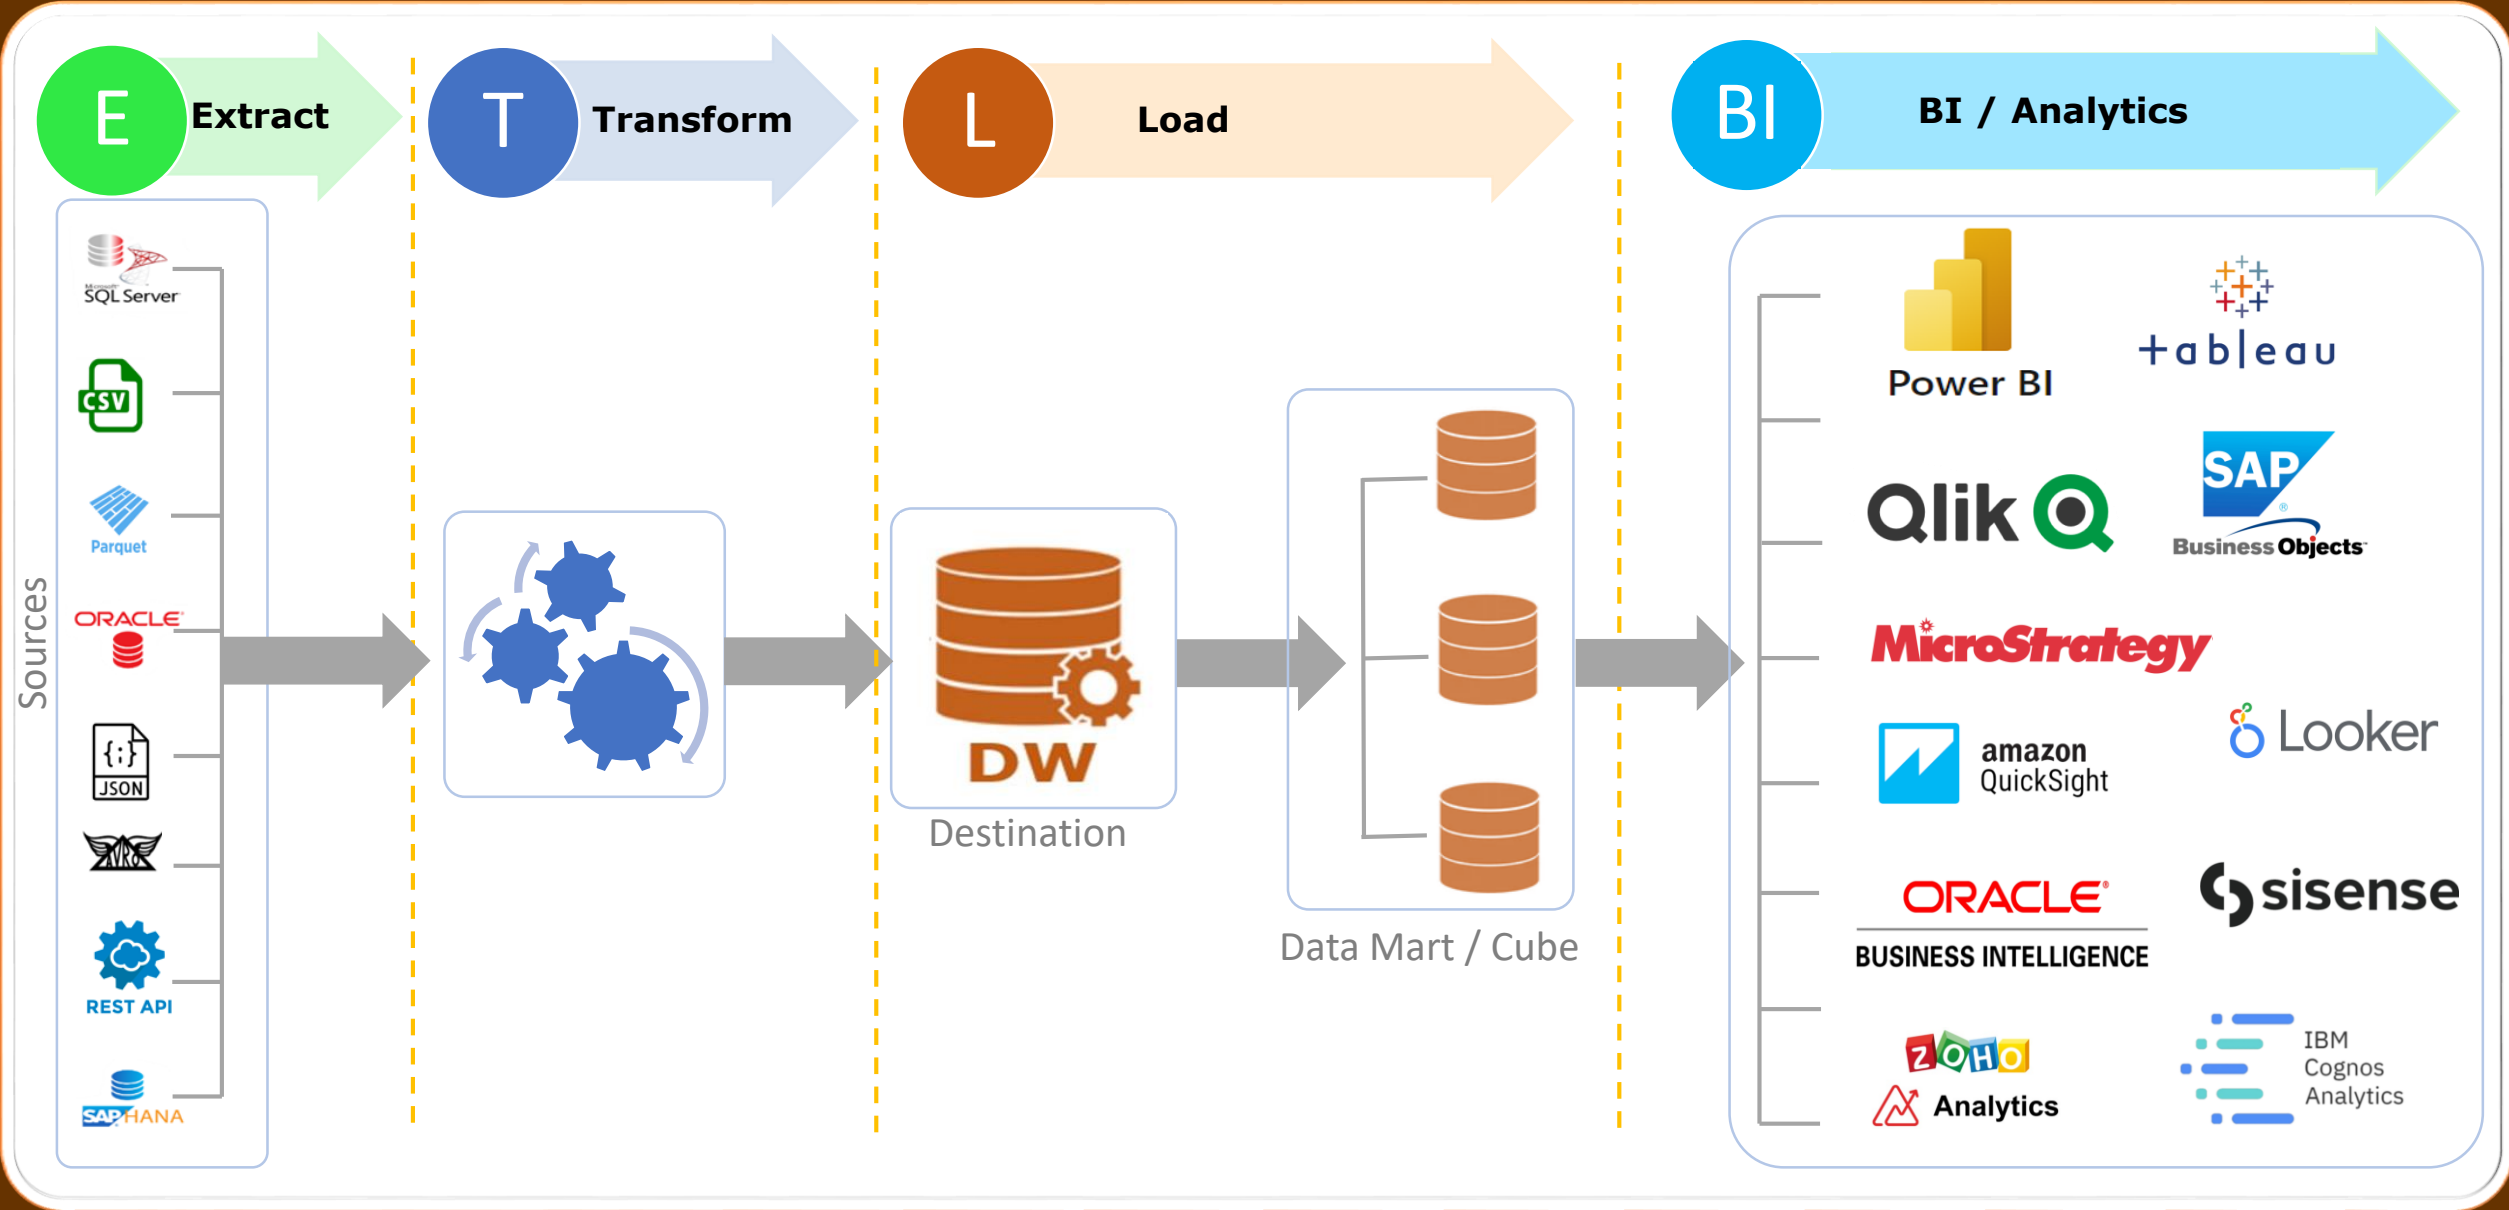 E
Extract
T
Transform
L
Load
BI
BI / Analytics
Sources
Microsoft
SQL Server
CSV
Parquet
ORACLE
{;}
JSON
AVRO
REST API
SAP HANA
DW
Destination
Data Mart / Cube
Power BI
+ableau
Qlik
SAP
®
Business Objects
MicroStrategy
amazon
QuickSight
Looker
ORACLE®
BUSINESS INTELLIGENCE
sisense
ZOHO
Analytics
IBM
Cognos
Analytics